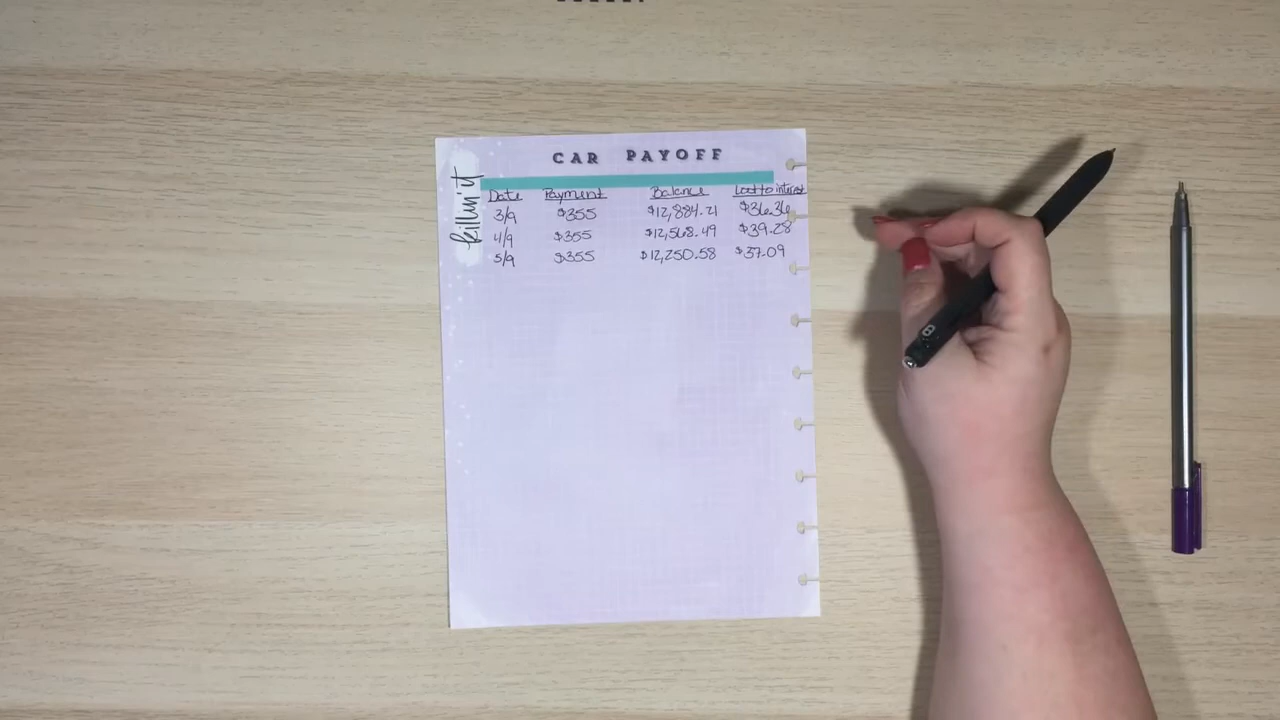 CAR PAYOFF
killin' it
Date Payment Balance Lost to interest
3/9 $355 $12,884.21 $36.36
4/9 $355 $12,568.49 $39.28
5/9 $355 $12,250.58 $37.09
8